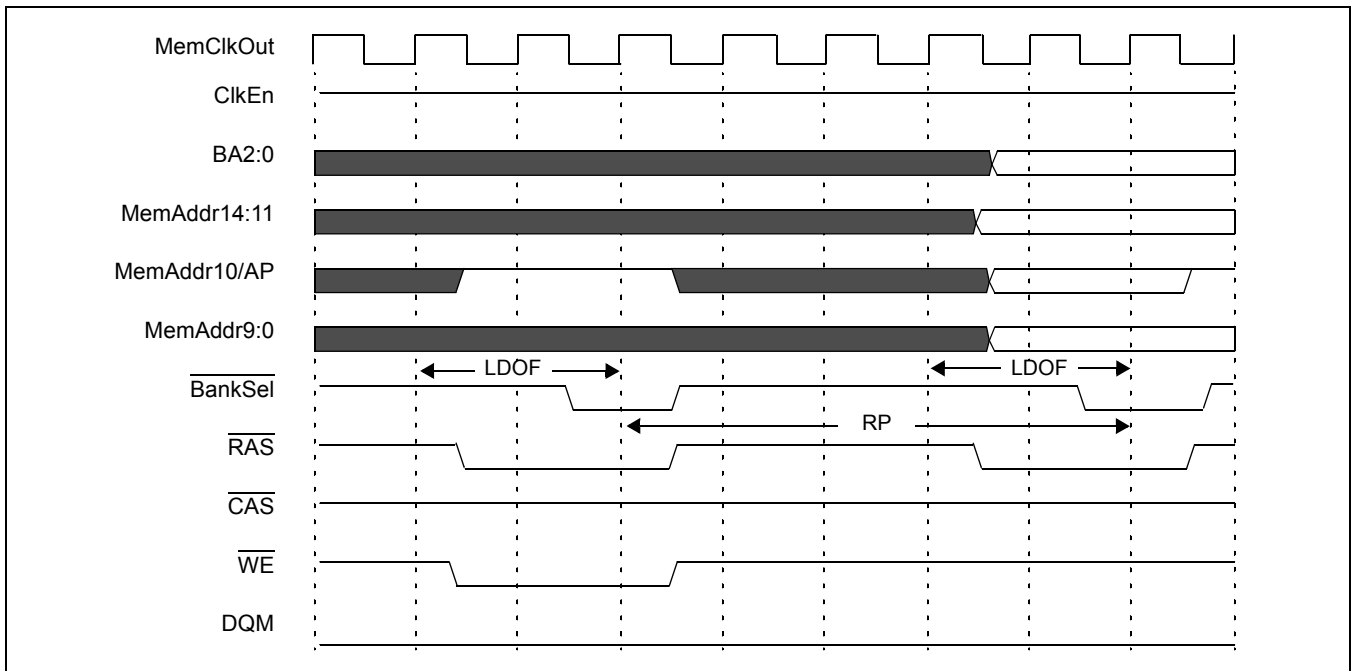 MemClkOut
ClkEn
BA2:0
MemAddr14:11
MemAddr10/AP
MemAddr9:0
LDOF LDOF
BankSel
RP
RAS
CAS
WE
DQM